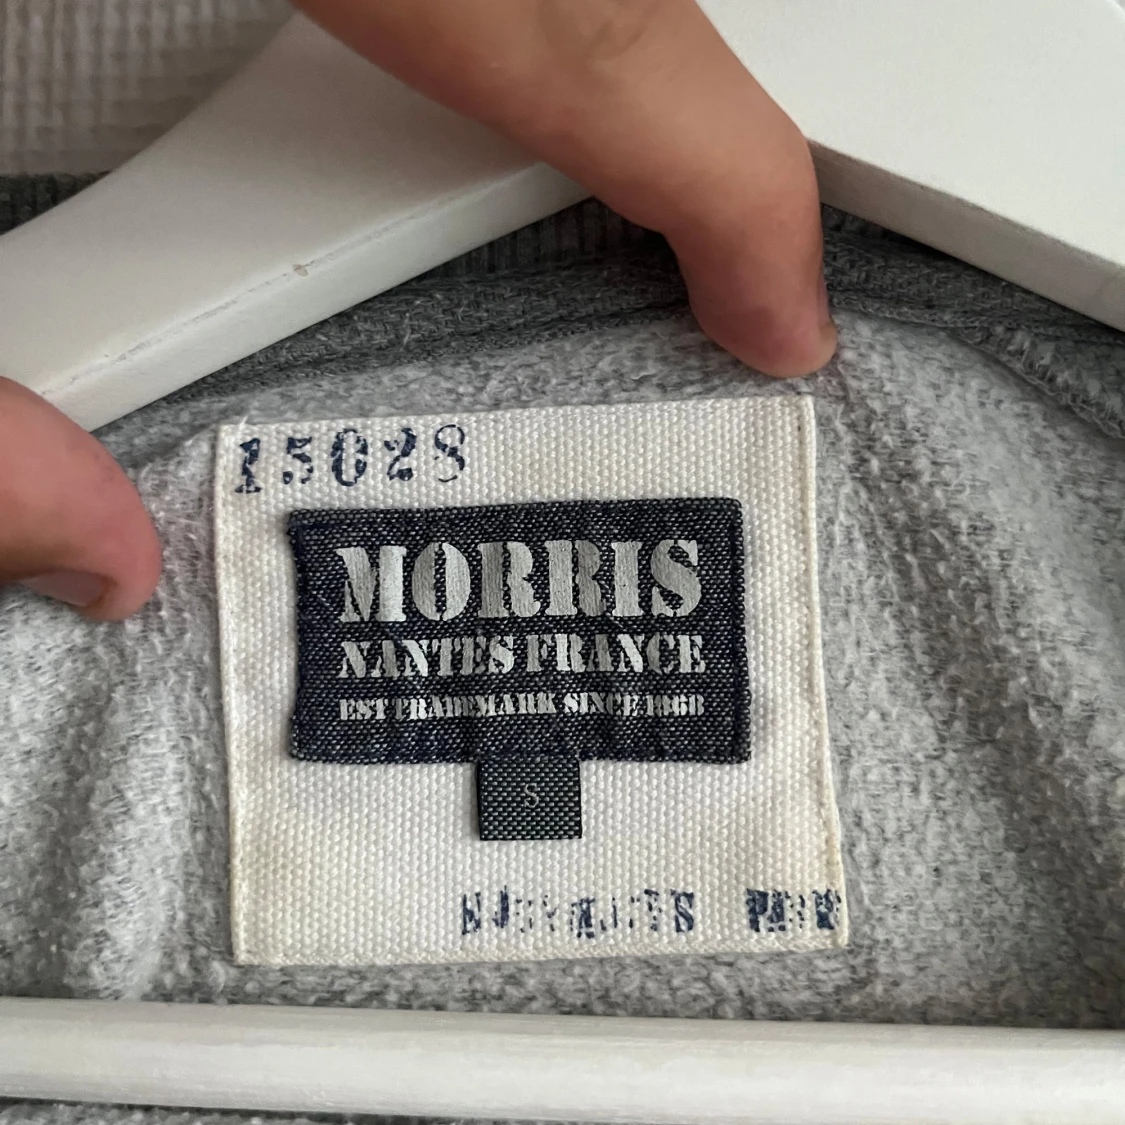 15028
MORRIS
NANTES FRANCE
EST TRADEMARK SINCE 1868
S